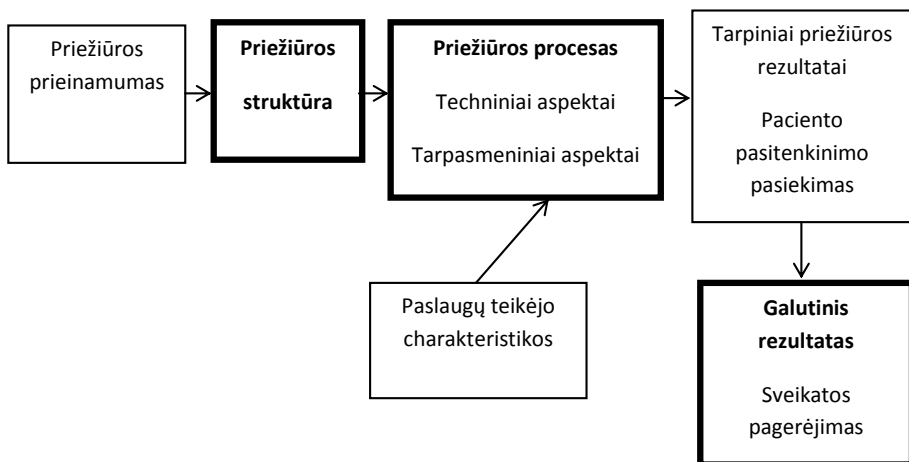 Priežiūros
prieinamumas
Priežiūros
struktūra
Priežiūros procesas
Techniniai aspektai
Tarpasmeniniai aspektai
Tarpiniai priežiūros
rezultatai
Paciento
pasitenkinimo
pasiekimas
Paslaugų teikėjo
charakteristikos
Galutinis
rezultatas
Sveikatos
pagerėjimas